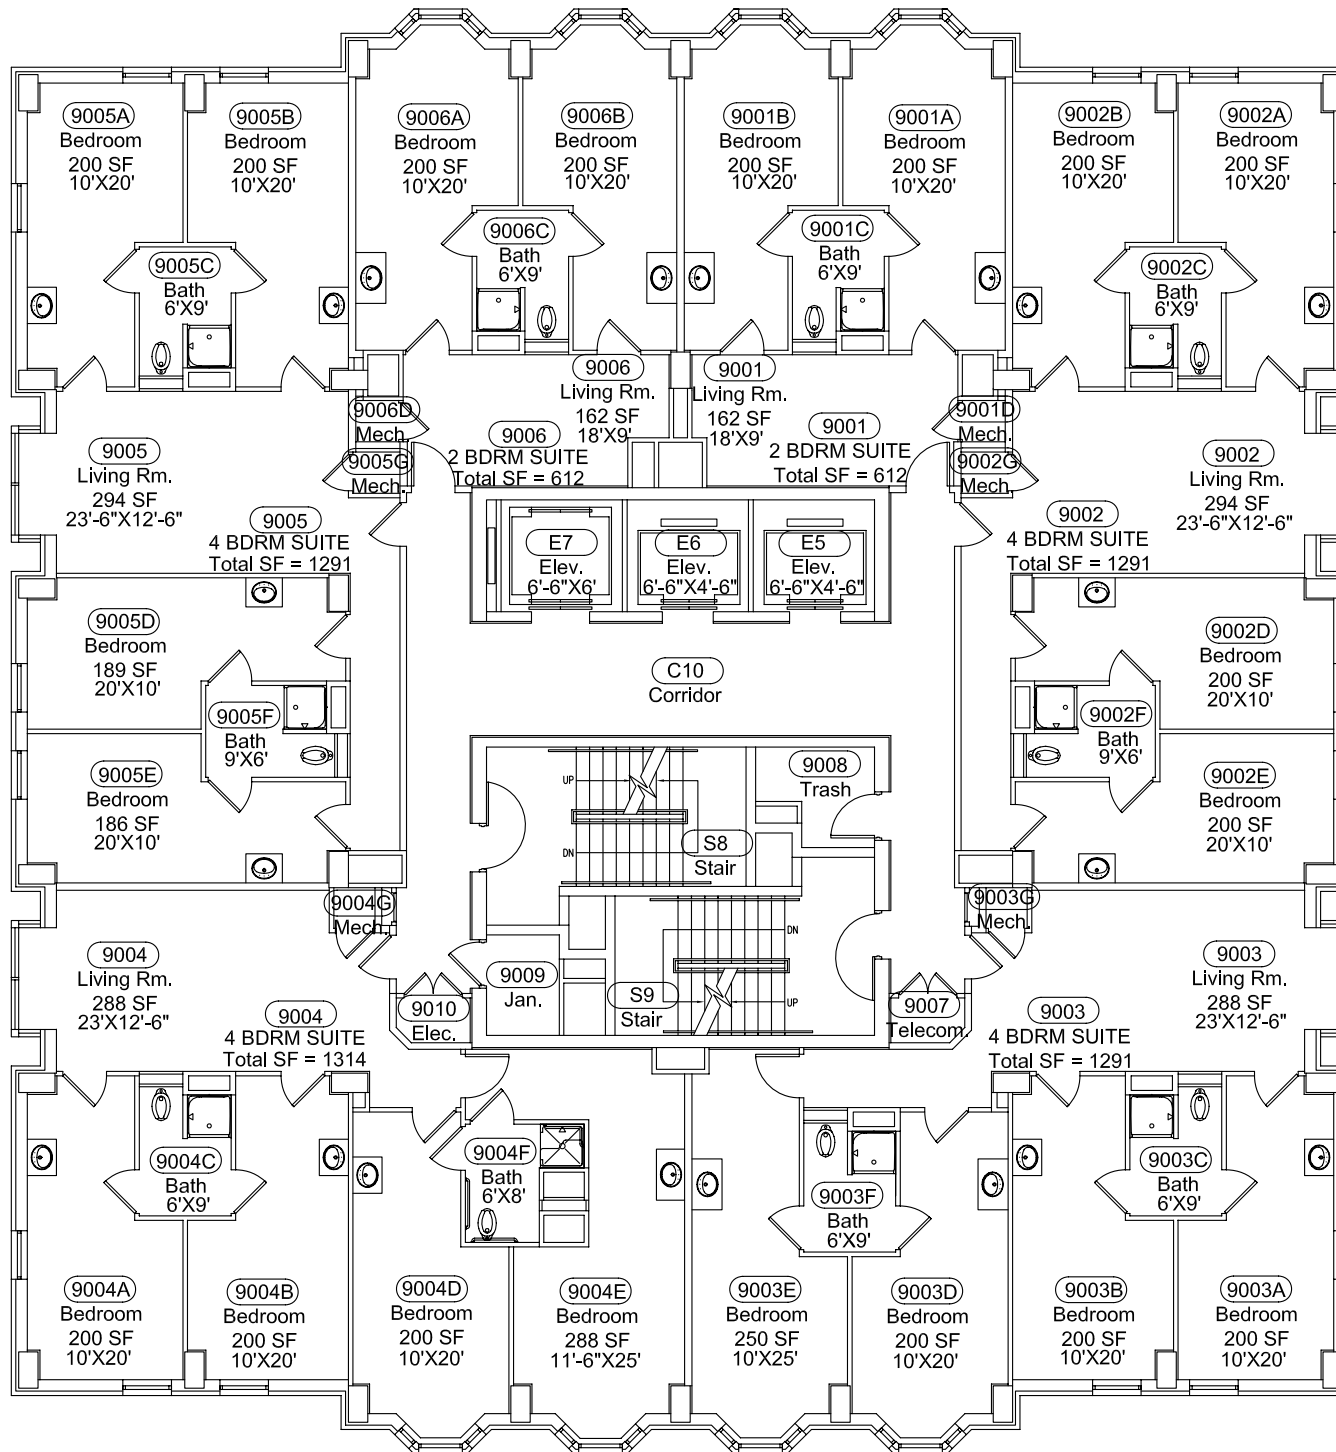 9005A
Bedroom
200 SF
10'X20'
9005B
Bedroom
200 SF
10'X20'
9006A
Bedroom
200 SF
10'X20'
9006B
Bedroom
200 SF
10'X20'
9001B
Bedroom
200 SF
10'X20'
9001A
Bedroom
200 SF
10'X20'
9002B
Bedroom
200 SF
10'X20'
9002A
Bedroom
200 SF
10'X20'
9005C
Bath
6'X9'
9006C
Bath
6'X9'
9001C
Bath
6'X9'
9002C
Bath
6'X9'
9006
Living Rm.
162 SF
18'X9'
9001
Living Rm.
162 SF
18'X9'
9006D
Mech.
9005G
Mech.
9006
2 BDRM SUITE
Total SF = 612
9001
2 BDRM SUITE
Total SF = 612
9001D
Mech.
9002G
Mech.
9005
Living Rm.
294 SF
23'-6"X12'-6"
9005
4 BDRM SUITE
Total SF = 1291
9002
Living Rm.
294 SF
23'-6"X12'-6"
9002
4 BDRM SUITE
Total SF = 1291
E7
Elev.
6'-6"X6'
E6
Elev.
6'-6"X4'-6"
E5
Elev.
6'-6"X4'-6"
9005D
Bedroom
189 SF
20'X10'
C10
Corridor
9002D
Bedroom
200 SF
20'X10'
9005F
Bath
9'X6'
9002F
Bath
9'X6'
9005E
Bedroom
186 SF
20'X10'
9002E
Bedroom
200 SF
20'X10'
UP
DN
S8
Stair
9008
Trash
9004G
Mech.
9003G
Mech.
9004
Living Rm.
288 SF
23'X12'-6"
9004
4 BDRM SUITE
Total SF = 1314
9010
Elec.
9009
Jan.
S9
Stair
DN
UP
9007
Telecom.
9003
4 BDRM SUITE
Total SF = 1291
9003
Living Rm.
288 SF
23'X12'-6"
9004C
Bath
6'X9'
9004F
Bath
6'X8'
9003F
Bath
6'X9'
9003C
Bath
6'X9'
9004A
Bedroom
200 SF
10'X20'
9004B
Bedroom
200 SF
10'X20'
9004D
Bedroom
200 SF
10'X20'
9004E
Bedroom
288 SF
11'-6"X25'
9003E
Bedroom
250 SF
10'X25'
9003D
Bedroom
200 SF
10'X20'
9003B
Bedroom
200 SF
10'X20'
9003A
Bedroom
200 SF
10'X20'